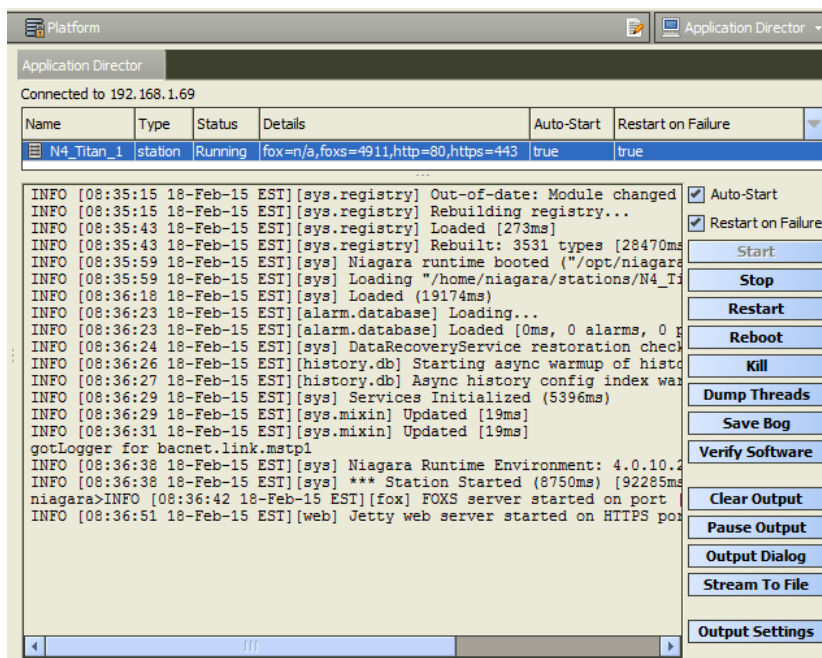 Platform
Application Director
Application Director
Connected to 192.168.1.69
Name Type Status Details Auto-Start Restart on Failure
N4_Titan_1 station Running fox=n/a,foxs=4911,http=80,https=443 true true
INFO [08:35:15 18-Feb-15 EST][sys.registry] Out-of-date: Module changed
INFO [08:35:15 18-Feb-15 EST][sys.registry] Rebuilding registry...
INFO [08:35:43 18-Feb-15 EST][sys.registry] Loaded [273ms]
INFO [08:35:43 18-Feb-15 EST][sys.registry] Rebuilt: 3531 types [28470ms
INFO [08:35:59 18-Feb-15 EST][sys] Niagara runtime booted ("/opt/niagara
INFO [08:35:59 18-Feb-15 EST][sys] Loading "/home/niagara/stations/N4_Ti
INFO [08:36:18 18-Feb-15 EST][sys] Loaded (19174ms)
INFO [08:36:23 18-Feb-15 EST][alarm.database] Loading...
INFO [08:36:23 18-Feb-15 EST][alarm.database] Loaded [0ms, 0 alarms, 0 p
INFO [08:36:24 18-Feb-15 EST][sys] DataRecoveryService restoration check
INFO [08:36:26 18-Feb-15 EST][history.db] Starting async warmup of histo
INFO [08:36:27 18-Feb-15 EST][history.db] Async history config index war
INFO [08:36:29 18-Feb-15 EST][sys] Services Initialized (5396ms)
INFO [08:36:29 18-Feb-15 EST][sys.mixin] Updated [19ms]
INFO [08:36:31 18-Feb-15 EST][sys.mixin] Updated [19ms]
gotLogger for bacnet.link.mstp1
INFO [08:36:38 18-Feb-15 EST][sys] Niagara Runtime Environment: 4.0.10.2
INFO [08:36:38 18-Feb-15 EST][sys] *** Station Started (8750ms) [92285ms
niagara>INFO [08:36:42 18-Feb-15 EST][fox] FOXS server started on port [
INFO [08:36:51 18-Feb-15 EST][web] Jetty web server started on HTTPS por
Auto-Start
Restart on Failure
Start
Stop
Restart
Reboot
Kill
Dump Threads
Save Bog
Verify Software
Clear Output
Pause Output
Output Dialog
Stream To File
Output Settings